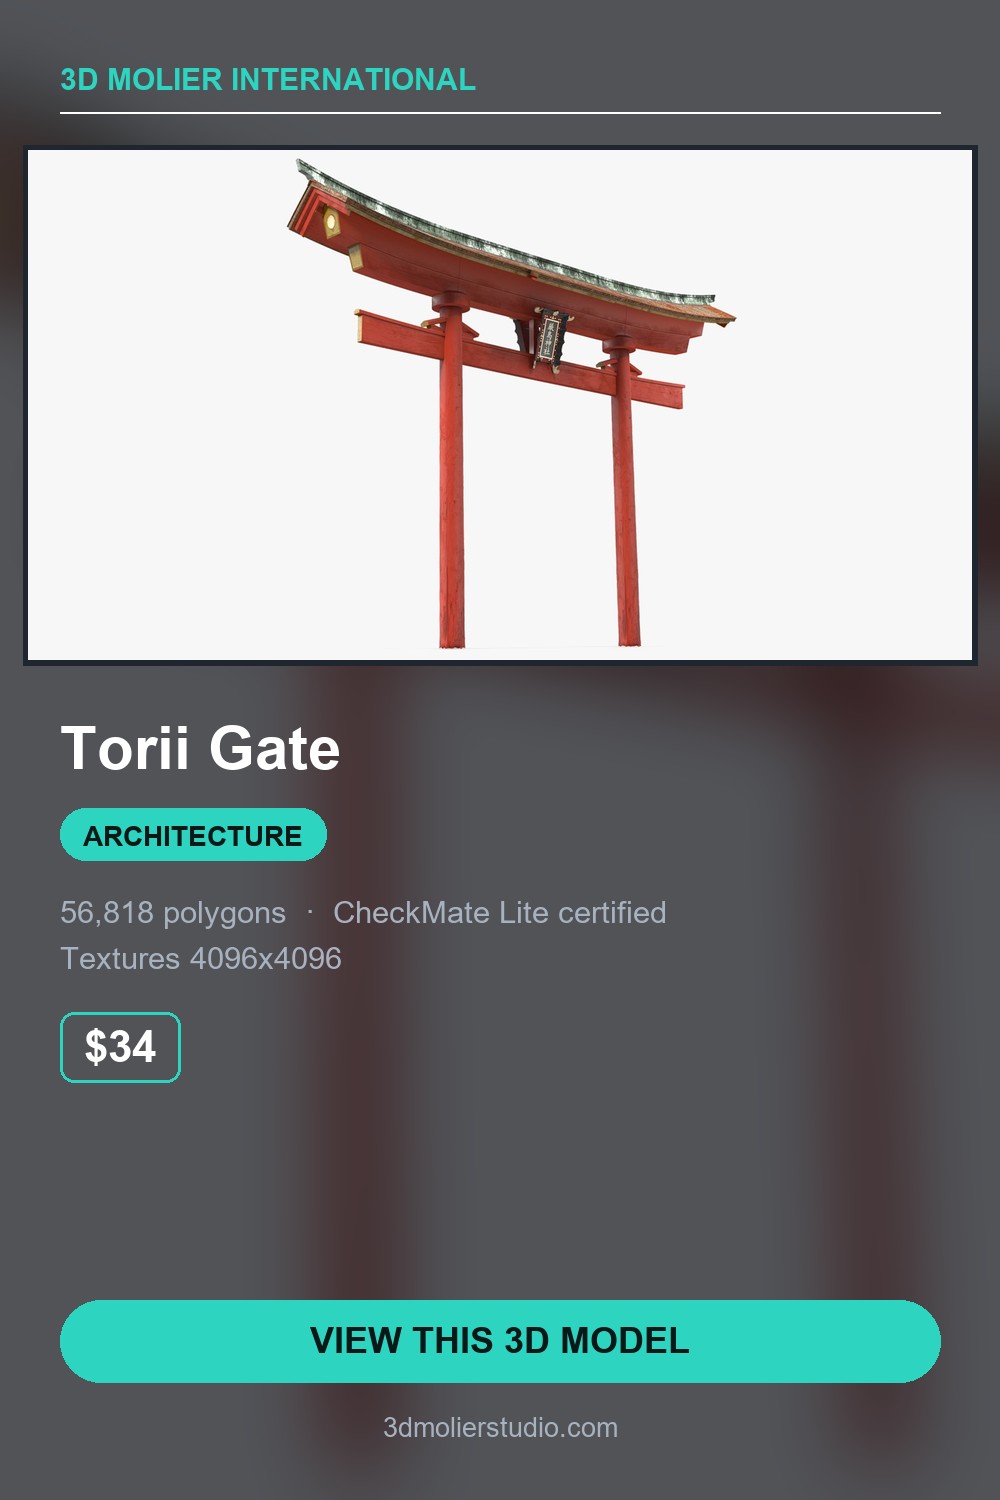 3D MOLIER INTERNATIONAL
Torii Gate
ARCHITECTURE
56,818 polygons · CheckMate Lite certified
Textures 4096x4096
$34
VIEW THIS 3D MODEL
3dmolierstudio.com